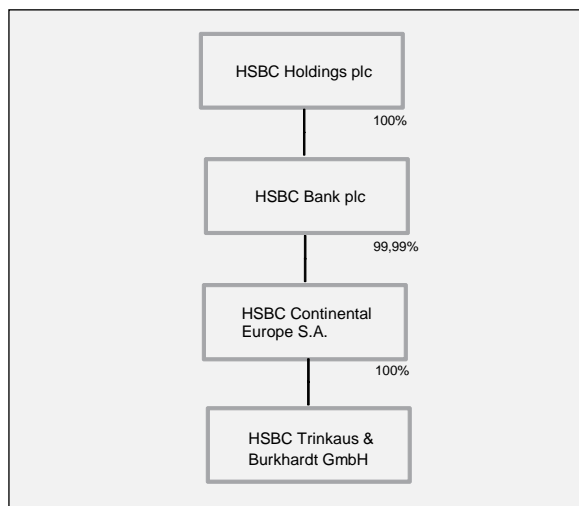 HSBC Holdings plc
100%
HSBC Bank plc
99,99%
HSBC Continental
Europe S.A.
100%
HSBC Trinkaus &
Burkhardt GmbH